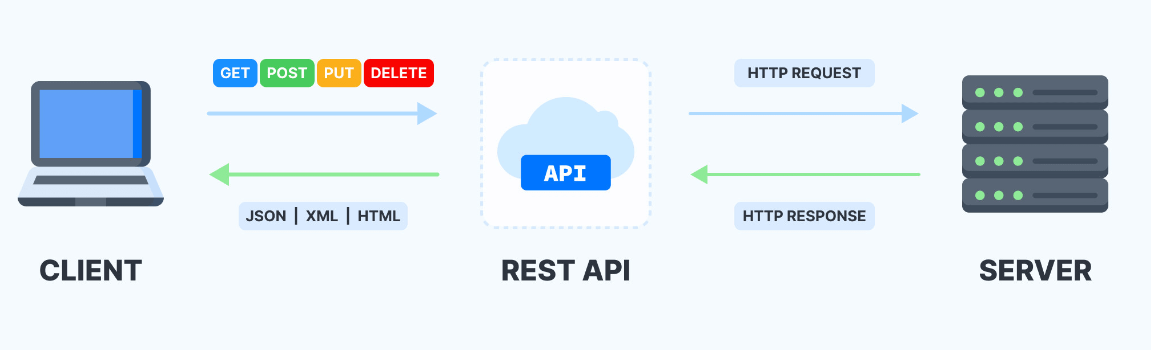 GET POST PUT DELETE
HTTP REQUEST
API
JSON | XML | HTML
HTTP RESPONSE
CLIENT
REST API
SERVER